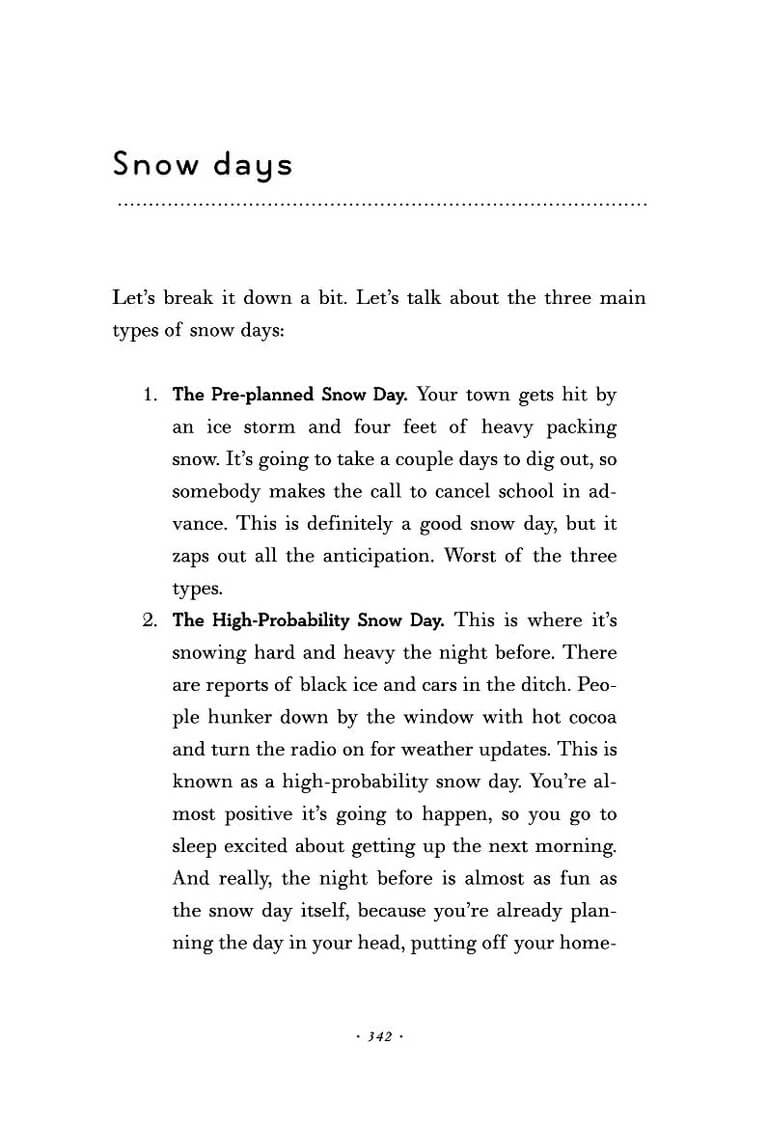 Snow days
Let's break it down a bit. Let's talk about the three main
types of snow days:
1. The Pre-planned Snow Day. Your town gets hit by
an ice storm and four feet of heavy packing
snow. It's going to take a couple days to dig out, so
somebody makes the call to cancel school in ad-
vance. This is definitely a good snow day, but it
zaps out all the anticipation. Worst of the three
types.
2. The High-Probability Snow Day. This is where it's
snowing hard and heavy the night before. There
are reports of black ice and cars in the ditch. Peo-
ple hunker down by the window with hot cocoa
and turn the radio on for weather updates. This is
known as a high-probability snow day. You're al-
most positive it's going to happen, so you go to
sleep excited about getting up the next morning.
And really, the night before is almost as fun as
the snow day itself, because you're already plan-
ning the day in your head, putting off your home-
· 342 ·